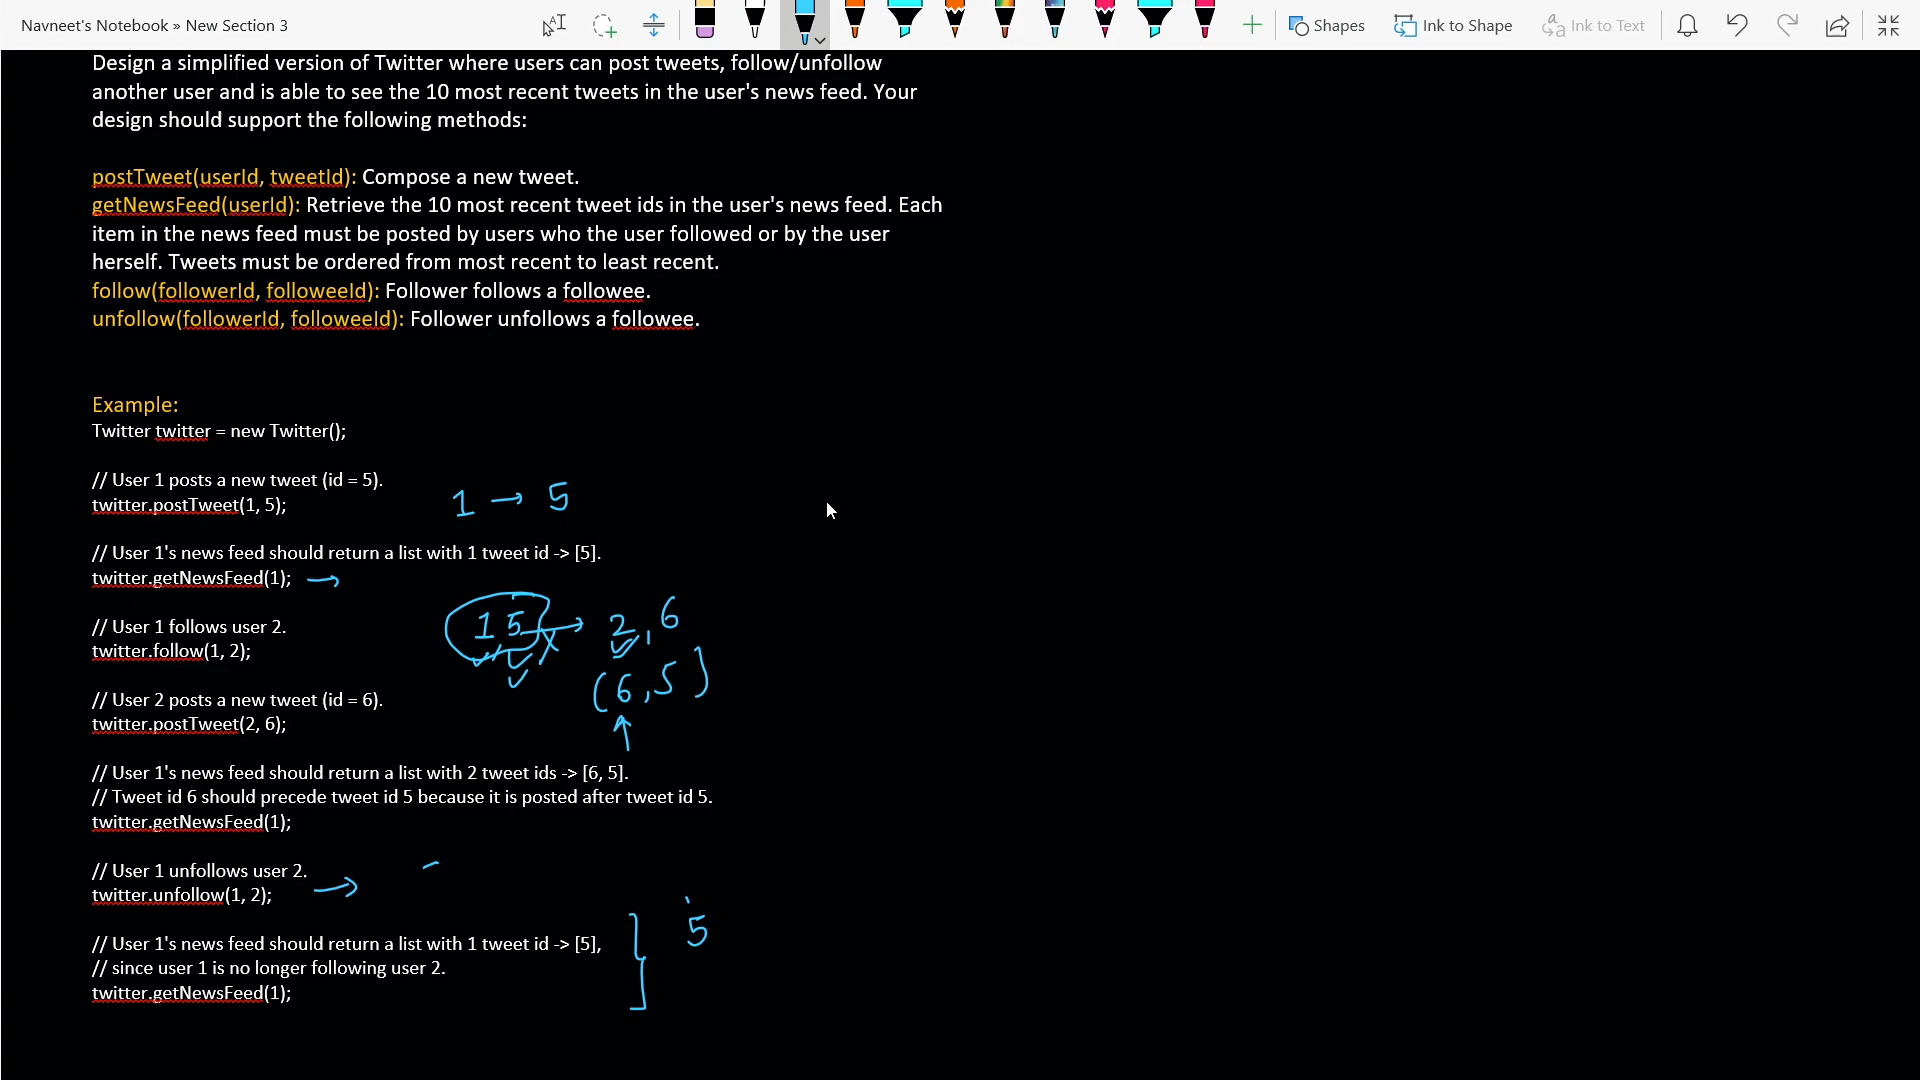 Navneet's Notebook » New Section 3
Shapes
Ink to Shape
Ink to Text
Design a simplified version of Twitter where users can post tweets, follow/unfollow
another user and is able to see the 10 most recent tweets in the user's news feed. Your
design should support the following methods:
postTweet(userId, tweetId): Compose a new tweet.
getNewsFeed(userId): Retrieve the 10 most recent tweet ids in the user's news feed. Each
item in the news feed must be posted by users who the user followed or by the user
herself. Tweets must be ordered from most recent to least recent.
follow(followerId, followeeId): Follower follows a followee.
unfollow(followerId, followeeId): Follower unfollows a followee.
Example:
Twitter twitter = new Twitter();
// User 1 posts a new tweet (id = 5).
twitter.postTweet(1, 5);
1 → 5
// User 1's news feed should return a list with 1 tweet id -> [5].
twitter.getNewsFeed(1); →
// User 1 follows user 2.
twitter.follow(1, 2);
1 5 → 2, 6
(6, 5)
// User 2 posts a new tweet (id = 6).
twitter.postTweet(2, 6);
// User 1's news feed should return a list with 2 tweet ids -> [6, 5].
// Tweet id 6 should precede tweet id 5 because it is posted after tweet id 5.
twitter.getNewsFeed(1);
// User 1 unfollows user 2.
twitter.unfollow(1, 2); →
// User 1's news feed should return a list with 1 tweet id -> [5],
// since user 1 is no longer following user 2.
twitter.getNewsFeed(1);
5